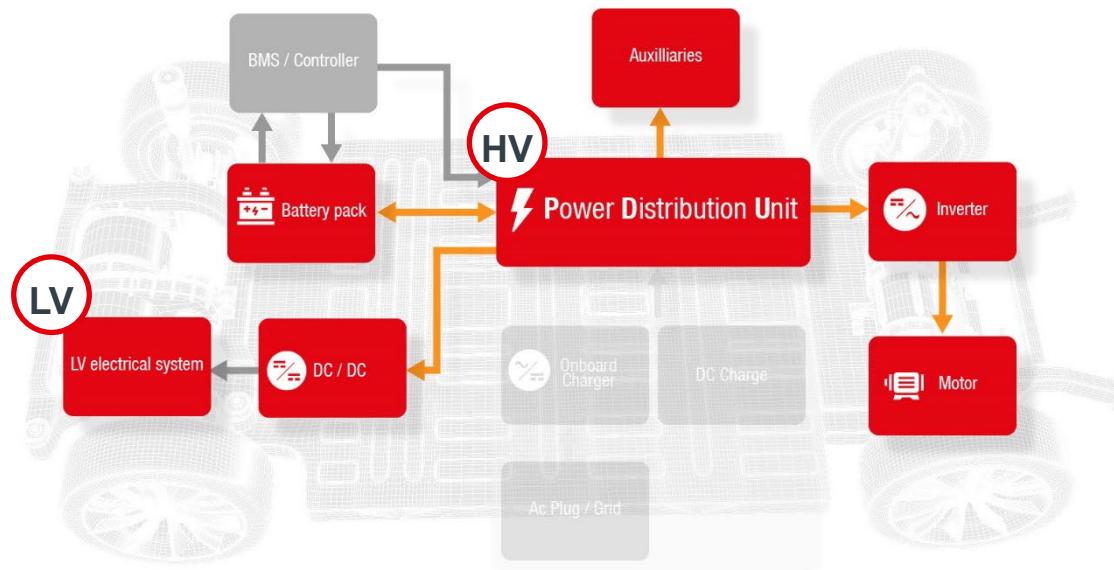 BMS / Controller
Auxilliaries
HV
Battery pack
Power Distribution Unit
Inverter
LV
LV electrical system
DC / DC
Onboard
Charger
DC Charge
Motor
Ac Plug / Grid